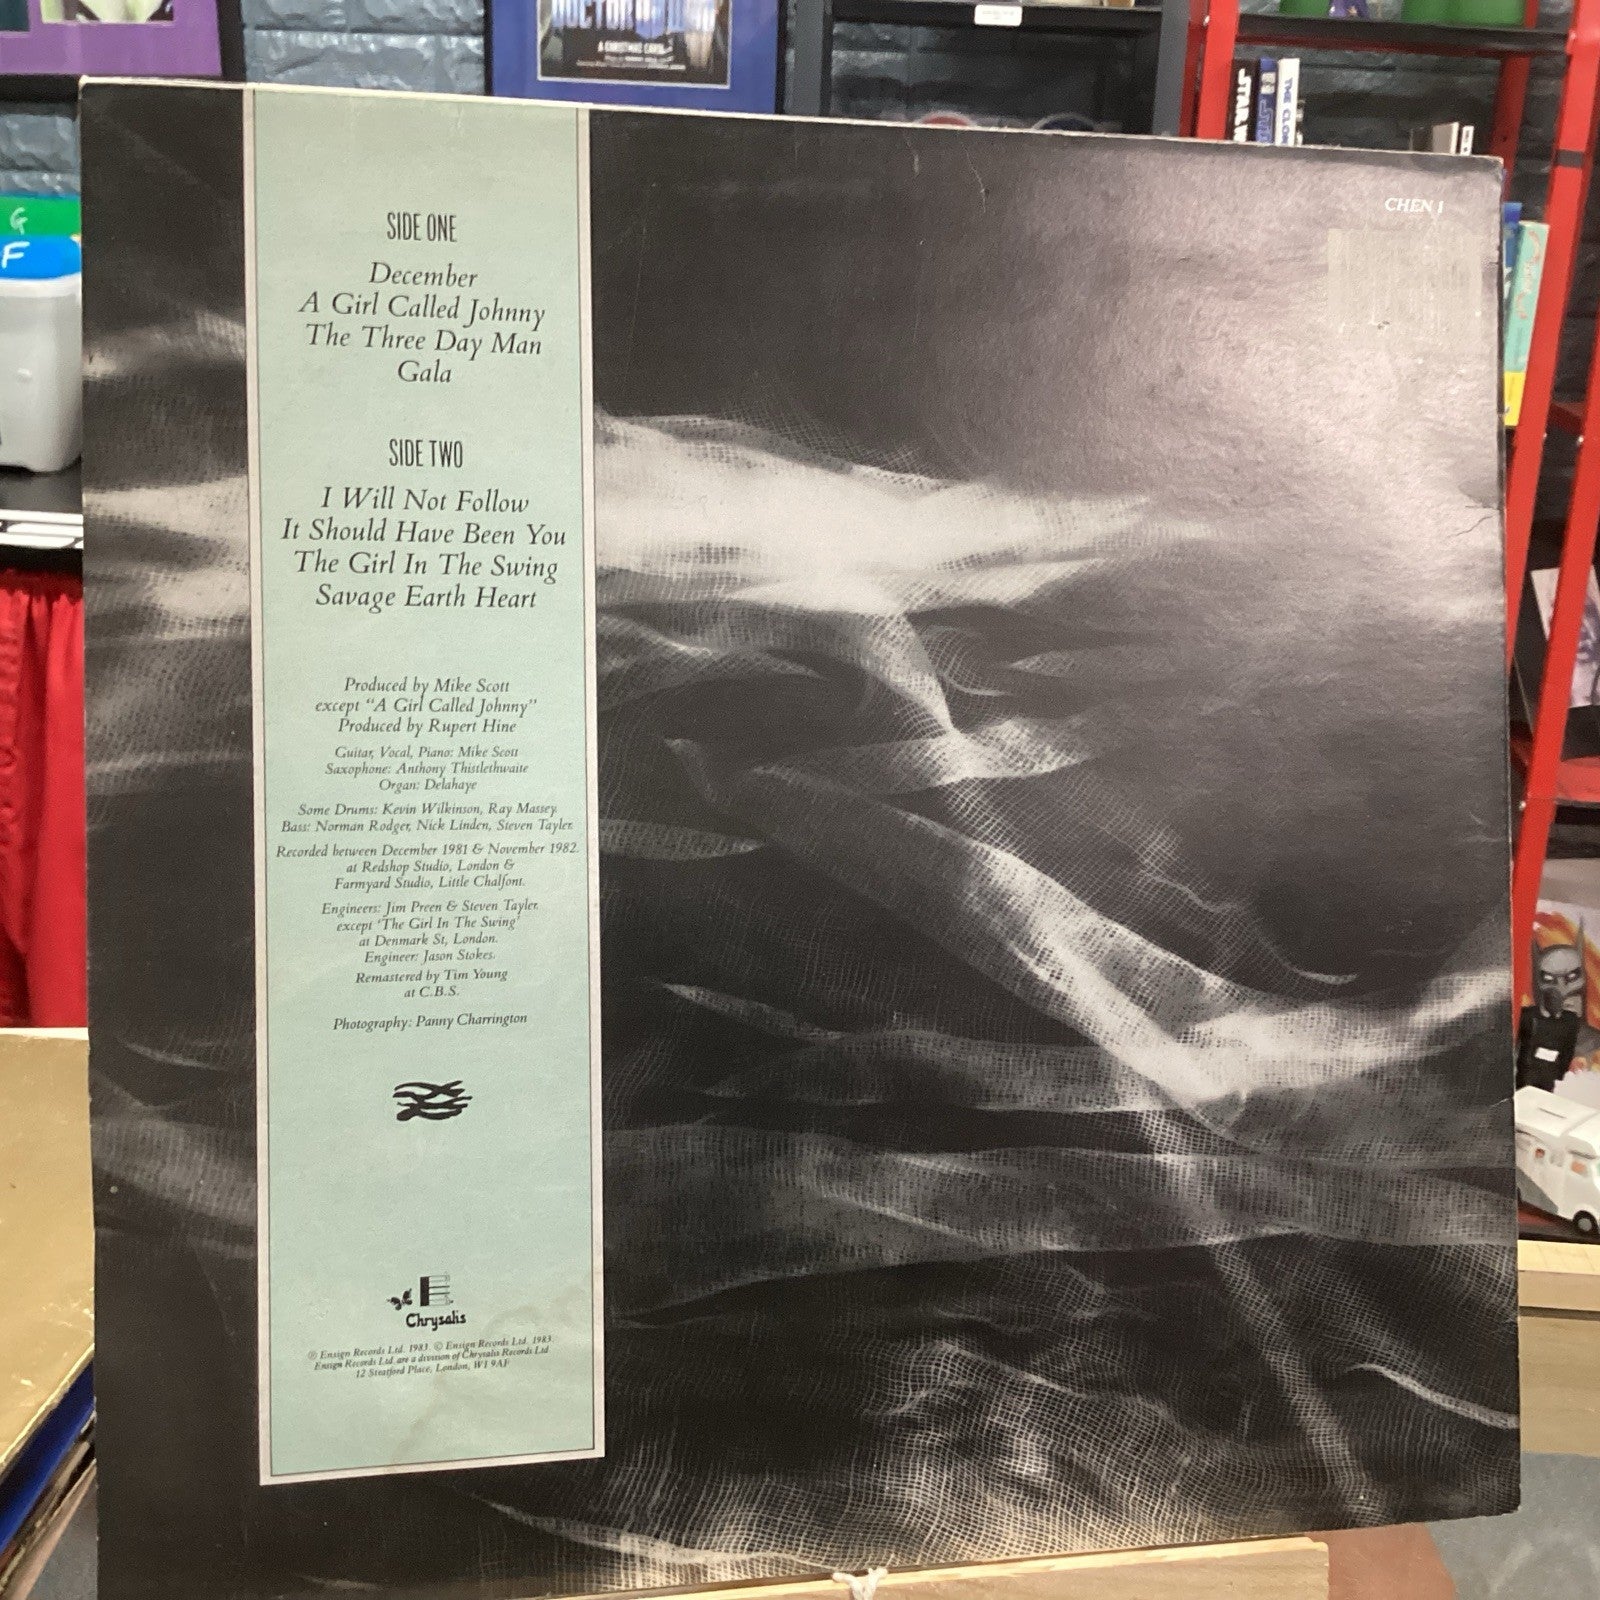 A CHRISTMAS CAROL
STAR W
THE CLON
G
F
CHEN 1
SIDE ONE
December
A Girl Called Johnny
The Three Day Man
Gala
SIDE TWO
I Will Not Follow
It Should Have Been You
The Girl In The Swing
Savage Earth Heart
Produced by Mike Scott
except "A Girl Called Johnny"
Produced by Rupert Hine
Guitar, Vocal, Piano: Mike Scott
Saxophone: Anthony Thistlethwaite
Organ: Delahaye
Some Drums: Kevin Wilkinson, Ray Massey.
Bass: Norman Rodger, Nick Linden, Steven Tayler.
Recorded between December 1981 & November 1982.
at Redshop Studio, London &
Farmyard Studio, Little Chalfont.
Engineers: Jim Preen & Steven Tayler.
except 'The Girl In The Swing'
at Denmark St, London.
Engineer: Jason Stokes.
Remastered by Tim Young
at C.B.S.
Photography: Panny Charrington
Chrysalis
℗ Ensign Records Ltd. 1983. © Ensign Records Ltd. 1983.
Ensign Records Ltd. are a division of Chrysalis Records Ltd.
12 Stratford Place, London, W1 9AF